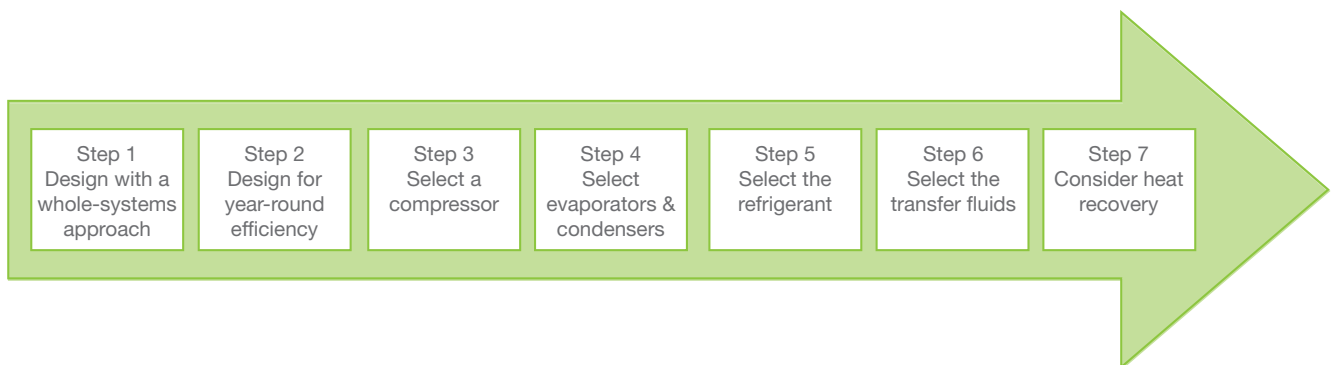 Step 1
Design with a
whole-systems
approach
Step 2
Design for
year-round
efficiency
Step 3
Select a
compressor
Step 4
Select
evaporators &
condensers
Step 5
Select the
refrigerant
Step 6
Select the
transfer fluids
Step 7
Consider heat
recovery